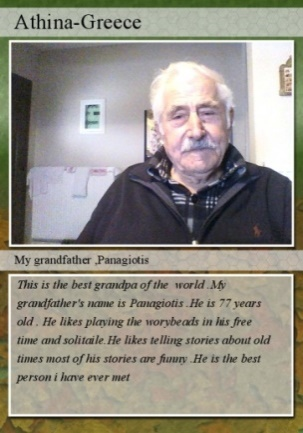 Athina-Greece
My grandfather ,Panagiotis
This is the best grandpa of the world .My
grandfather's name is Panagiotis .He is 77 years
old . He likes playing the worybeads in his free
time and solitaile.He likes telling stories about old
times most of his stories are funny .He is the best
person i have ever met